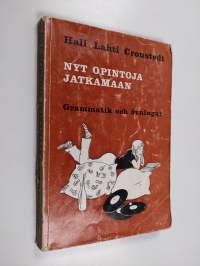 Hall Lahti Croustedt
NYT OPINTOJA
JATKAMAAN
Grammatik och övningar